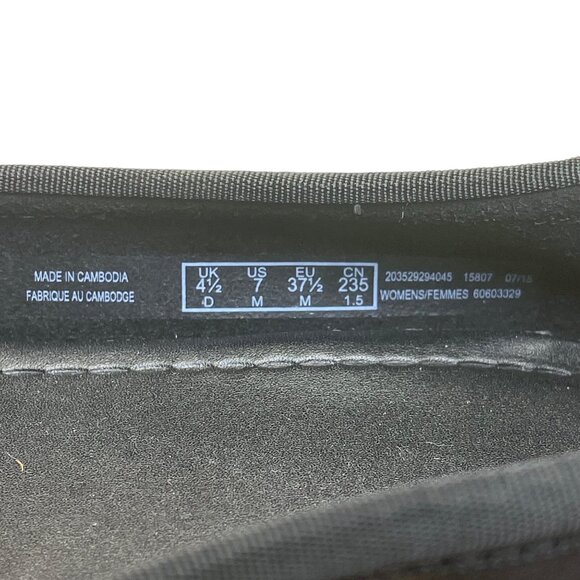 MADE IN CAMBODIA
FABRIQUE AU CAMBODGE
UK US EU CN
4½ 7 37½ 235
D M M 1.5
203529294045 15807 07/15
WOMENS/FEMMES 60603329